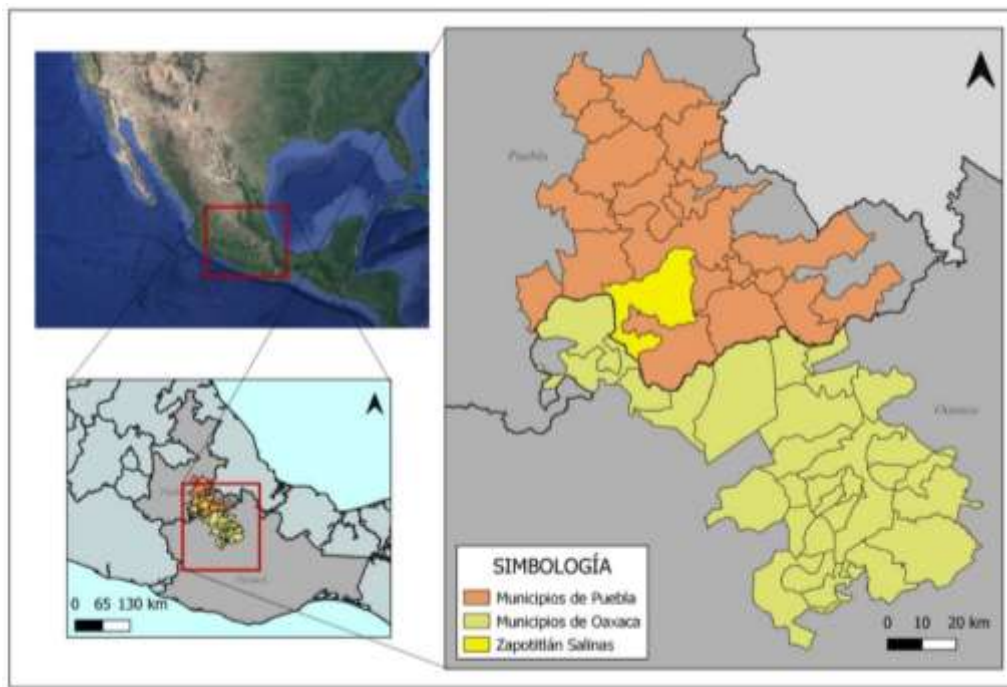 Puebla
Oaxaca
SIMBOLOGÍA
Municipios de Puebla
Municipios de Oaxaca
Zapotitlán Salinas
0 10 20 km
0 65 130 km
Oaxaca